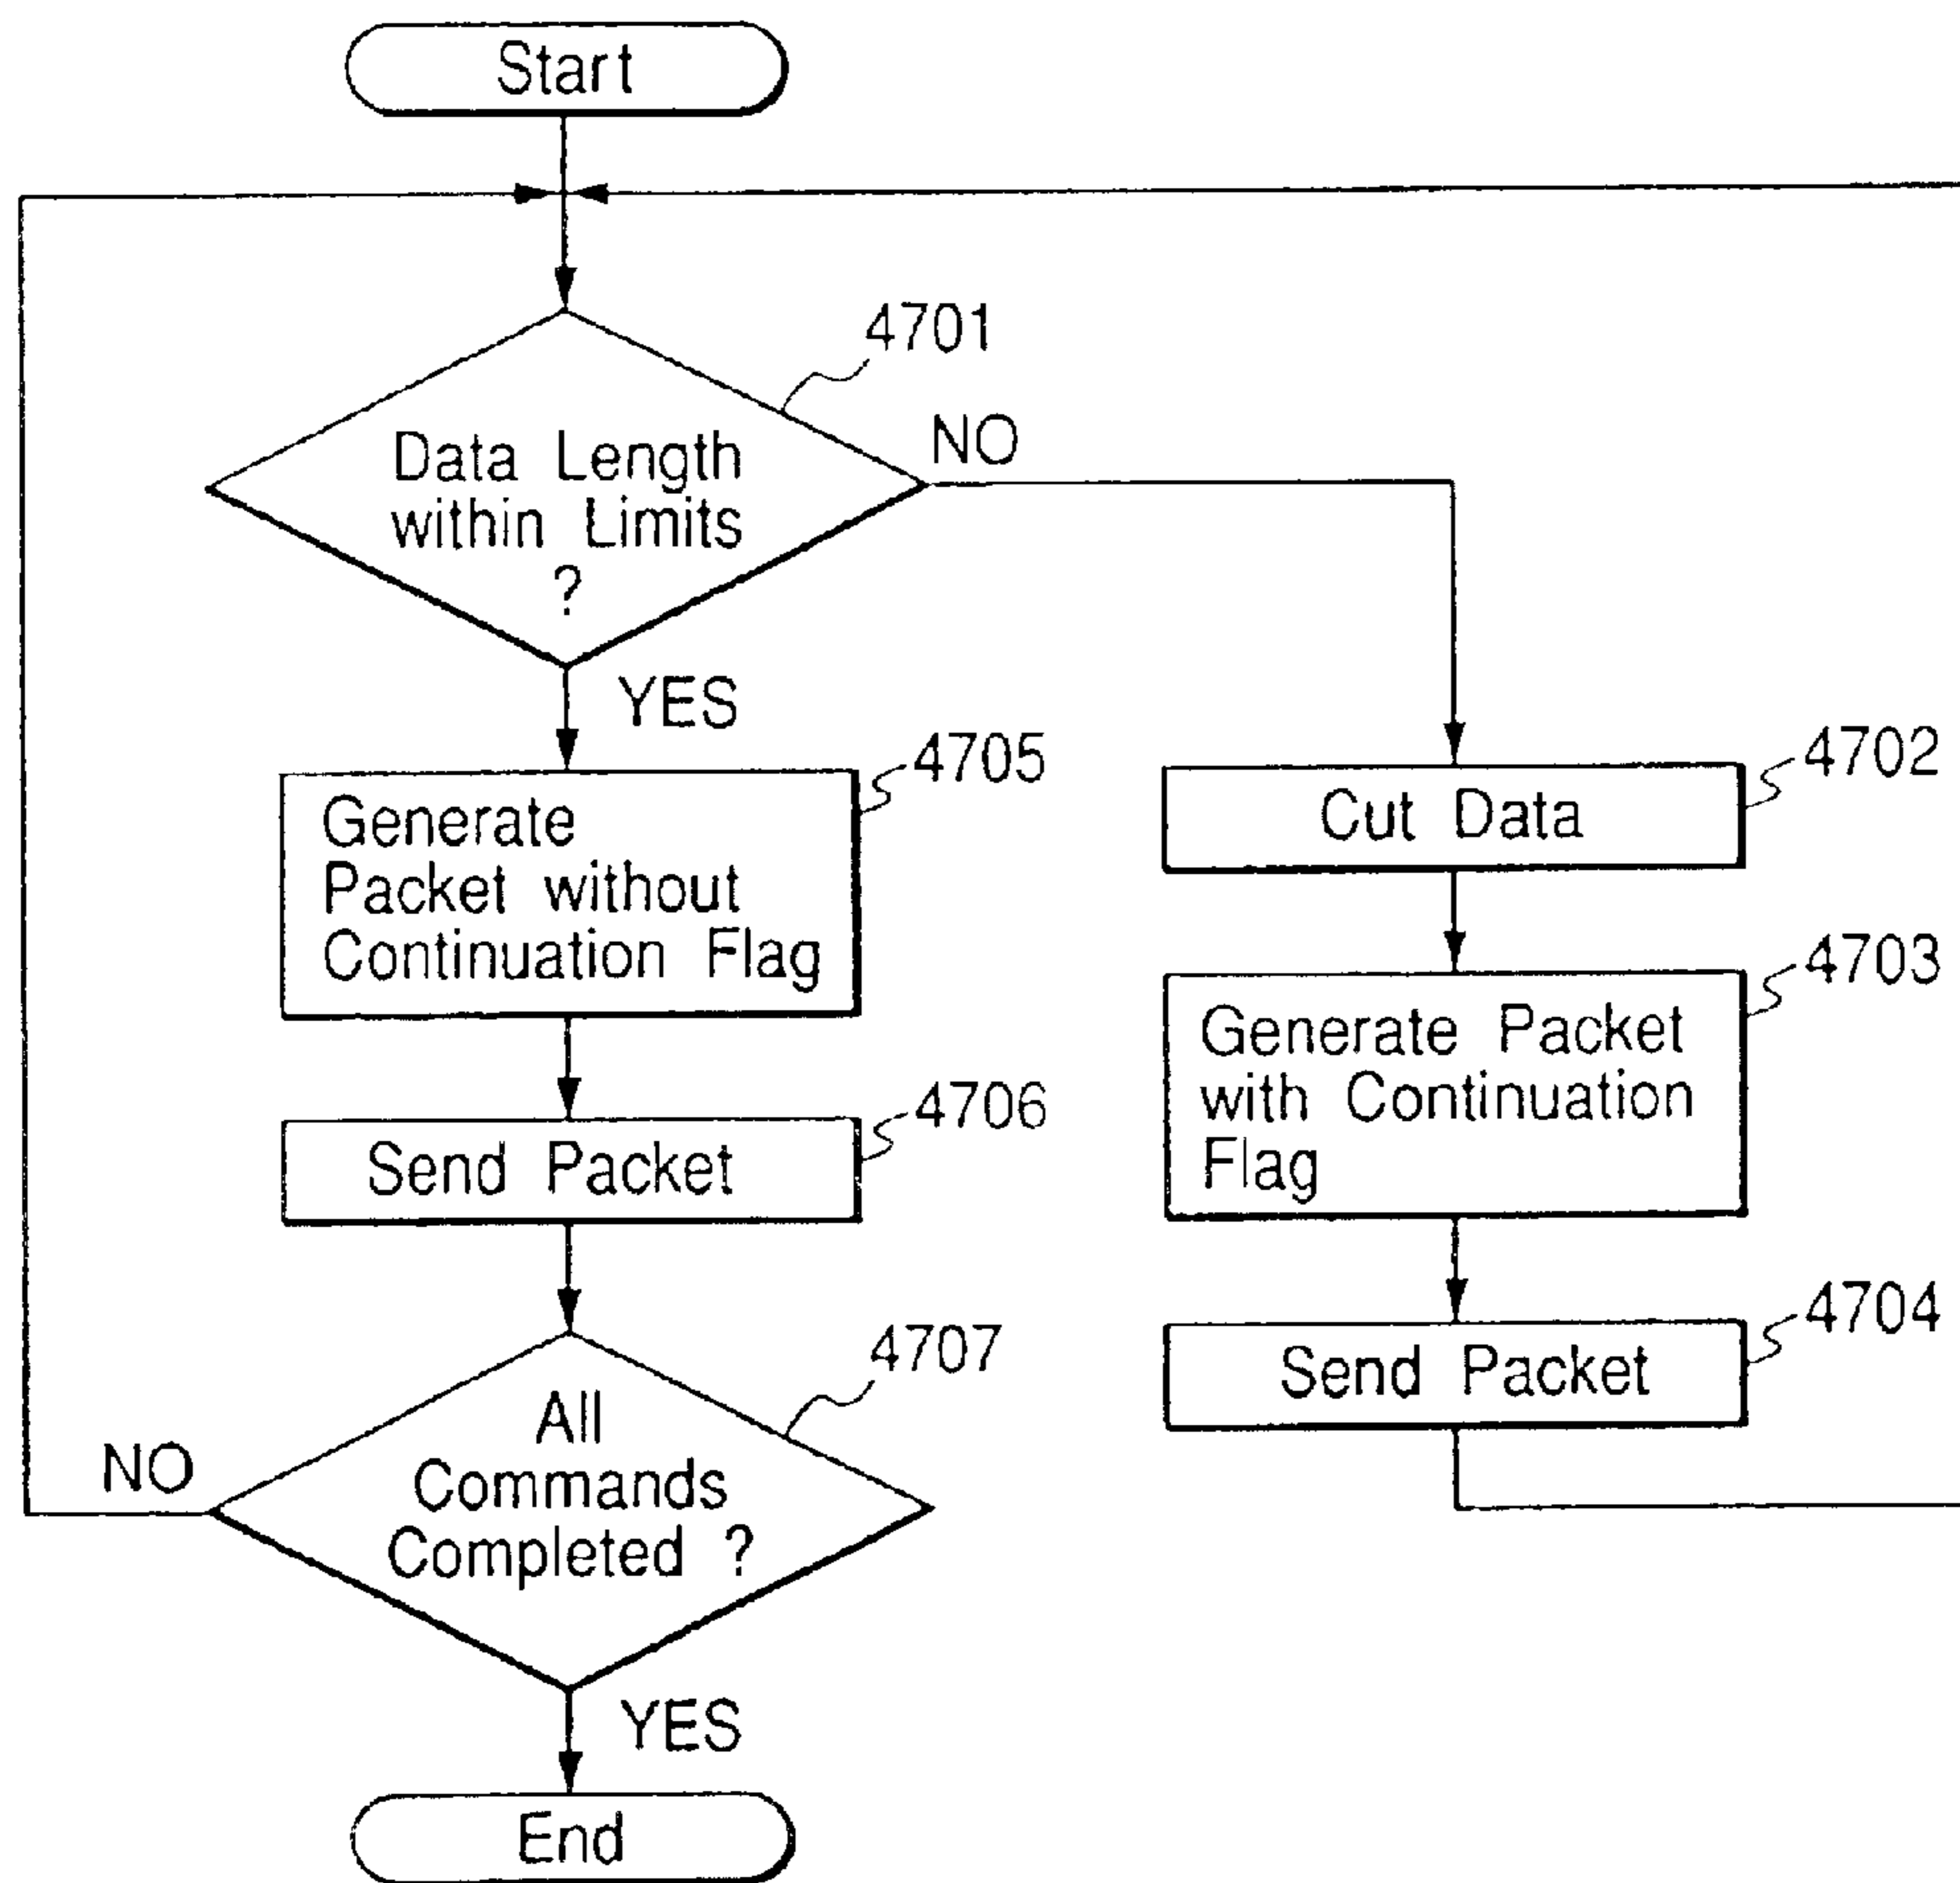 Start
4701
Data Length
within Limits
?
NO
YES
4705
Generate
Packet without
Continuation Flag
4706
Send Packet
4707
All
Commands
Completed ?
NO
YES
End
4702
Cut Data
4703
Generate Packet
with Continuation
Flag
4704
Send Packet